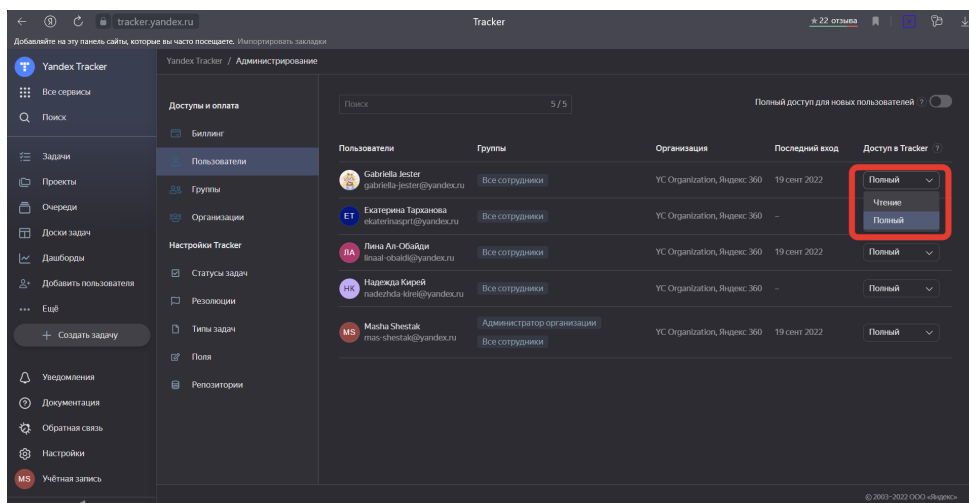 tracker.yandex.ru
Tracker
★ 22 отзыва
Добавляйте на эту панель сайты, которые вы часто посещаете. Импортировать закладки
Yandex Tracker
Все сервисы
Поиск
Задачи
Проекты
Очереди
Доски задач
Дашборды
Добавить пользователя
Ещё
+ Создать задачу
Уведомления
Документация
Обратная связь
Настройки
MS Учётная запись
Yandex Tracker / Администрирование
Доступы и оплата
Биллинг
Пользователи
Группы
Организации
Настройки Tracker
Статусы задач
Резолюции
Типы задач
Поля
Репозитории
Поиск 5 / 5
Полный доступ для новых пользователей ?
Пользователи Группы Организация Последний вход Доступ в Tracker ?
Gabriella Jester
gabriella-jester@yandex.ru
Все сотрудники YC Organization, Яндекс 360 19 сент 2022 Полный
Чтение
Полный
ЕТ Екатерина Тарханова
ekaterinasprt@yandex.ru
Все сотрудники YC Organization, Яндекс 360 –
ЛА Лина Ал-Обайди
linaal-obaidi@yandex.ru
Все сотрудники YC Organization, Яндекс 360 19 сент 2022 Полный
НК Надежда Кирей
nadezhda-kirei@yandex.ru
Все сотрудники YC Organization, Яндекс 360 – Полный
MS Masha Shestak
mas-shestak@yandex.ru
Администратор организации
Все сотрудники
YC Organization, Яндекс 360 19 сент 2022 Полный
© 2003–2022 ООО «Яндекс»